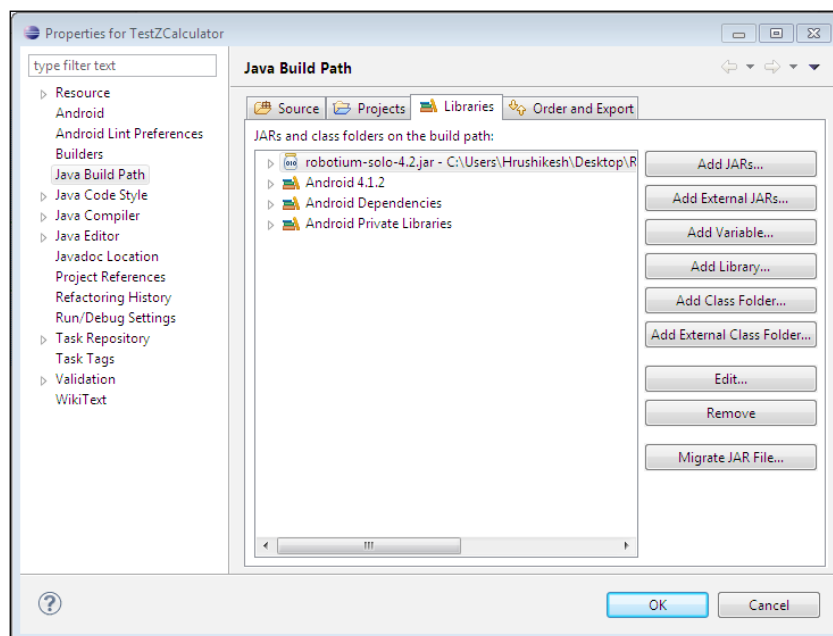 Properties for TestZCalculator
type filter text
Resource
Android
Android Lint Preferences
Builders
Java Build Path
Java Code Style
Java Compiler
Java Editor
Javadoc Location
Project References
Refactoring History
Run/Debug Settings
Task Repository
Task Tags
Validation
WikiText
Java Build Path
Source
Projects
Libraries
Order and Export
JARs and class folders on the build path:
robotium-solo-4.2.jar - C:\Users\Hrushikesh\Desktop\R
Android 4.1.2
Android Dependencies
Android Private Libraries
Add JARs...
Add External JARs...
Add Variable...
Add Library...
Add Class Folder...
Add External Class Folder...
Edit...
Remove
Migrate JAR File...
OK
Cancel